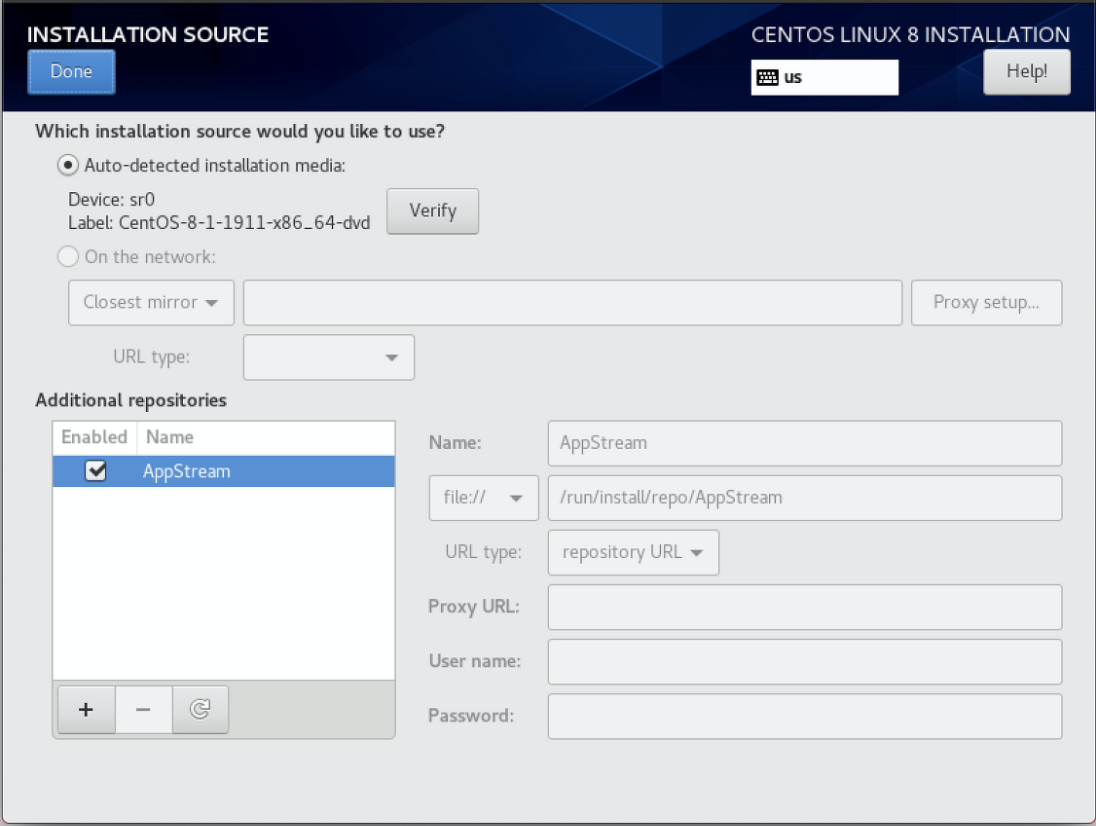 INSTALLATION SOURCE
CENTOS LINUX 8 INSTALLATION
Done
us
Help!
Which installation source would you like to use?
Auto-detected installation media:
Device: sr0
Label: CentOS-8-1-1911-x86_64-dvd
Verify
On the network:
Closest mirror
Proxy setup...
URL type:
Additional repositories
Enabled Name
AppStream
Name: AppStream
file:// /run/install/repo/AppStream
URL type: repository URL
Proxy URL:
User name:
Password: